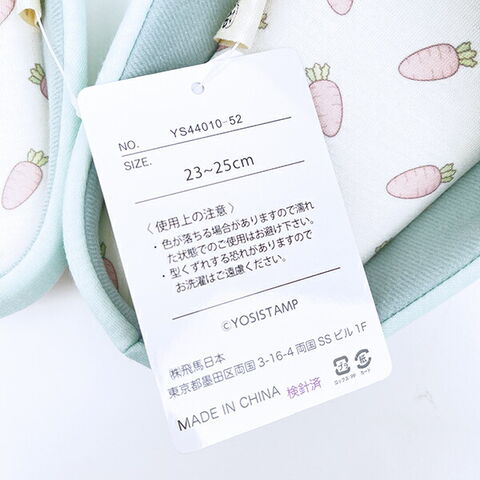 NO. YS44010-52
SIZE. 23~25cm
〈使用上の注意〉
・色が落ちる場合がありますので濡れ
た状態でのご使用はお避け下さい。
・型くずれする恐れがありますので
お洗濯はご遠慮ください。
©YOSISTAMP
㈱飛馬日本
東京都墨田区両国 3-16-4 両国 SS ビル 1F
MADE IN CHINA 検針済